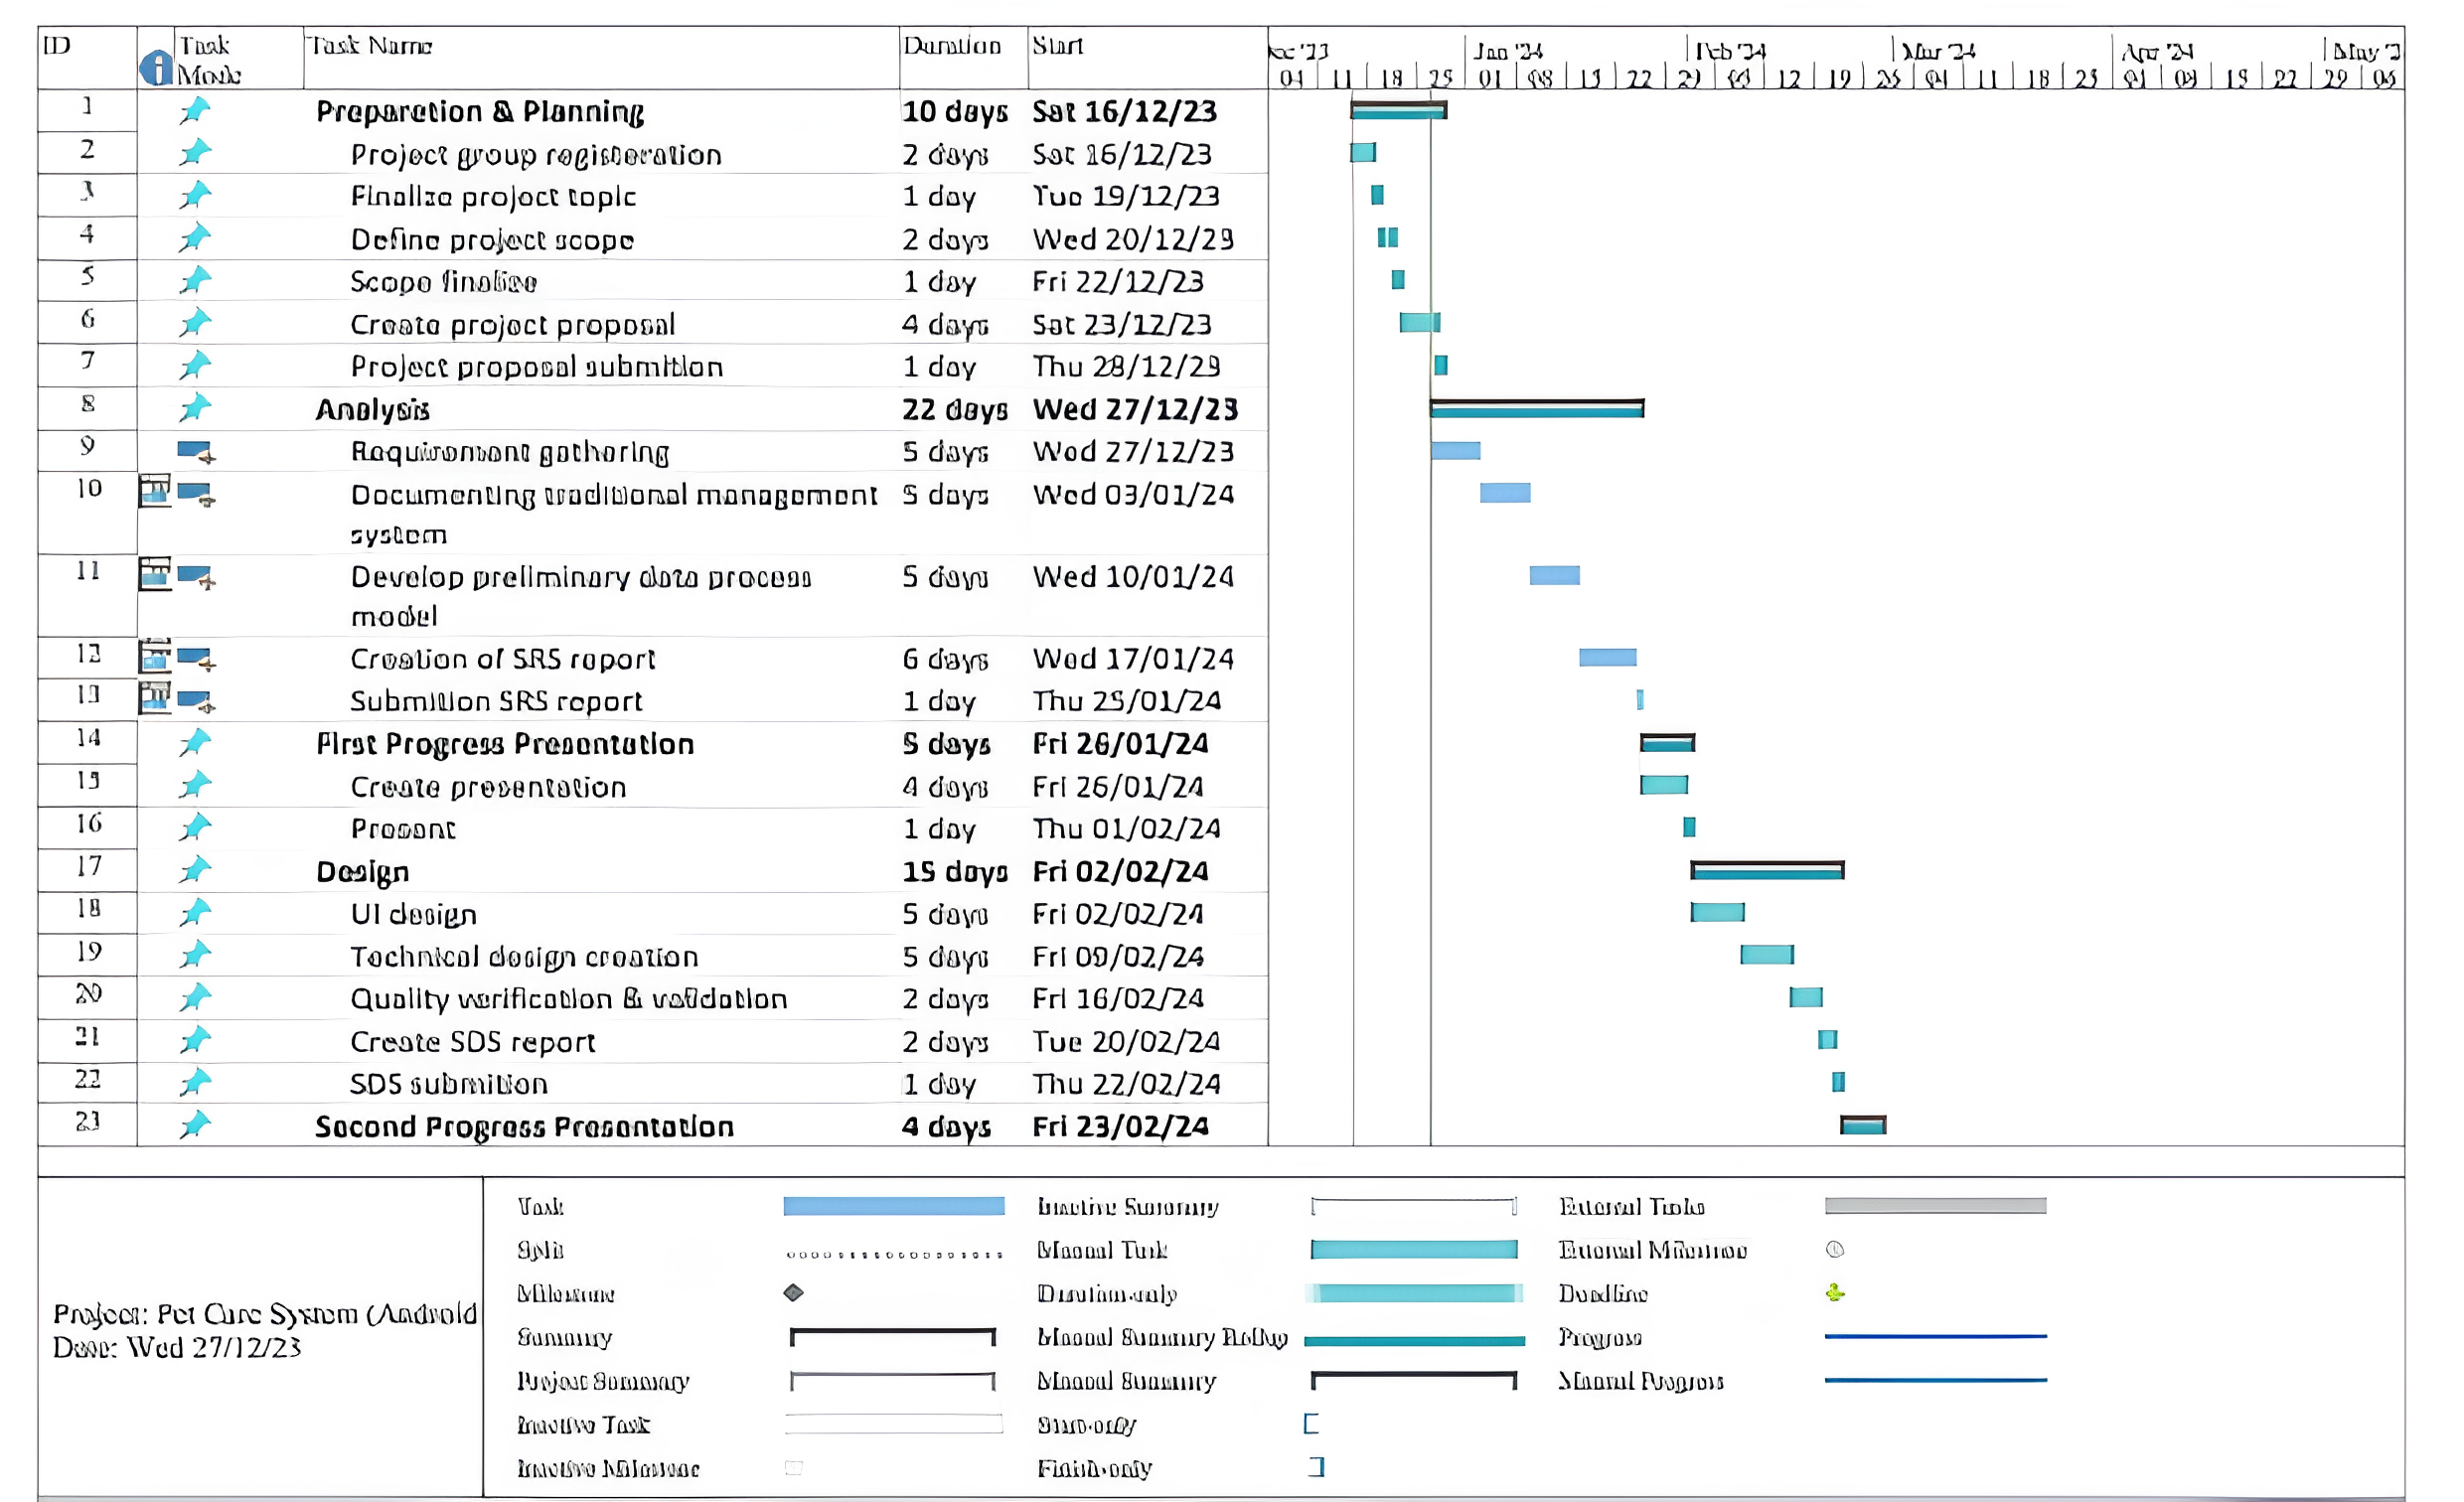 ID Task Mode Task Name Duration Start
Jan '24 Feb '24 Mar '24 Apr '24
04 11 18 25 01 08 15 22 12 19 11 18 22 29
1 Preparation & Planning 10 days Sat 16/12/23
2 Project group registeration 2 days Sat 16/12/23
3 Finalize project topic 1 day Tue 19/12/23
4 Define project scope 2 days Wed 20/12/23
5 Scope finalize 1 day Fri 22/12/23
6 Create project proposal 4 days Sat 23/12/23
7 Project proposal submittion 1 day Thu 28/12/23
8 Analysis 22 days Wed 27/12/23
9 Requirement gathering 5 days Wed 27/12/23
10 Documenting traditional management 5 days Wed 03/01/24
system
11 Develop preliminary data process 5 days Wed 10/01/24
model
12 Creation of SRS report 6 days Wed 17/01/24
13 Submittion SRS report 1 day Thu 25/01/24
14 First Progress Presentation 5 days Fri 26/01/24
15 Create presentation 4 days Fri 26/01/24
16 Present 1 day Thu 01/02/24
17 Design 15 days Fri 02/02/24
18 UI design 5 days Fri 02/02/24
19 Technical design creation 5 days Fri 09/02/24
20 Quality verification & validation 2 days Fri 16/02/24
21 Create SDS report 2 days Tue 20/02/24
22 SDS submittion 1 day Thu 22/02/24
23 Second Progress Presentation 4 days Fri 23/02/24
Project: Pet Care System (Android
Date: Wed 27/12/23
Task Inactive Summary External Tasks
Split Manual Task External Milestone
Milestone Duration-only Deadline
Summary Manual Summary Rollup Progress
Project Summary Manual Summary Manual Progress
Inactive Task Start-only
Inactive Milestone Finish-only